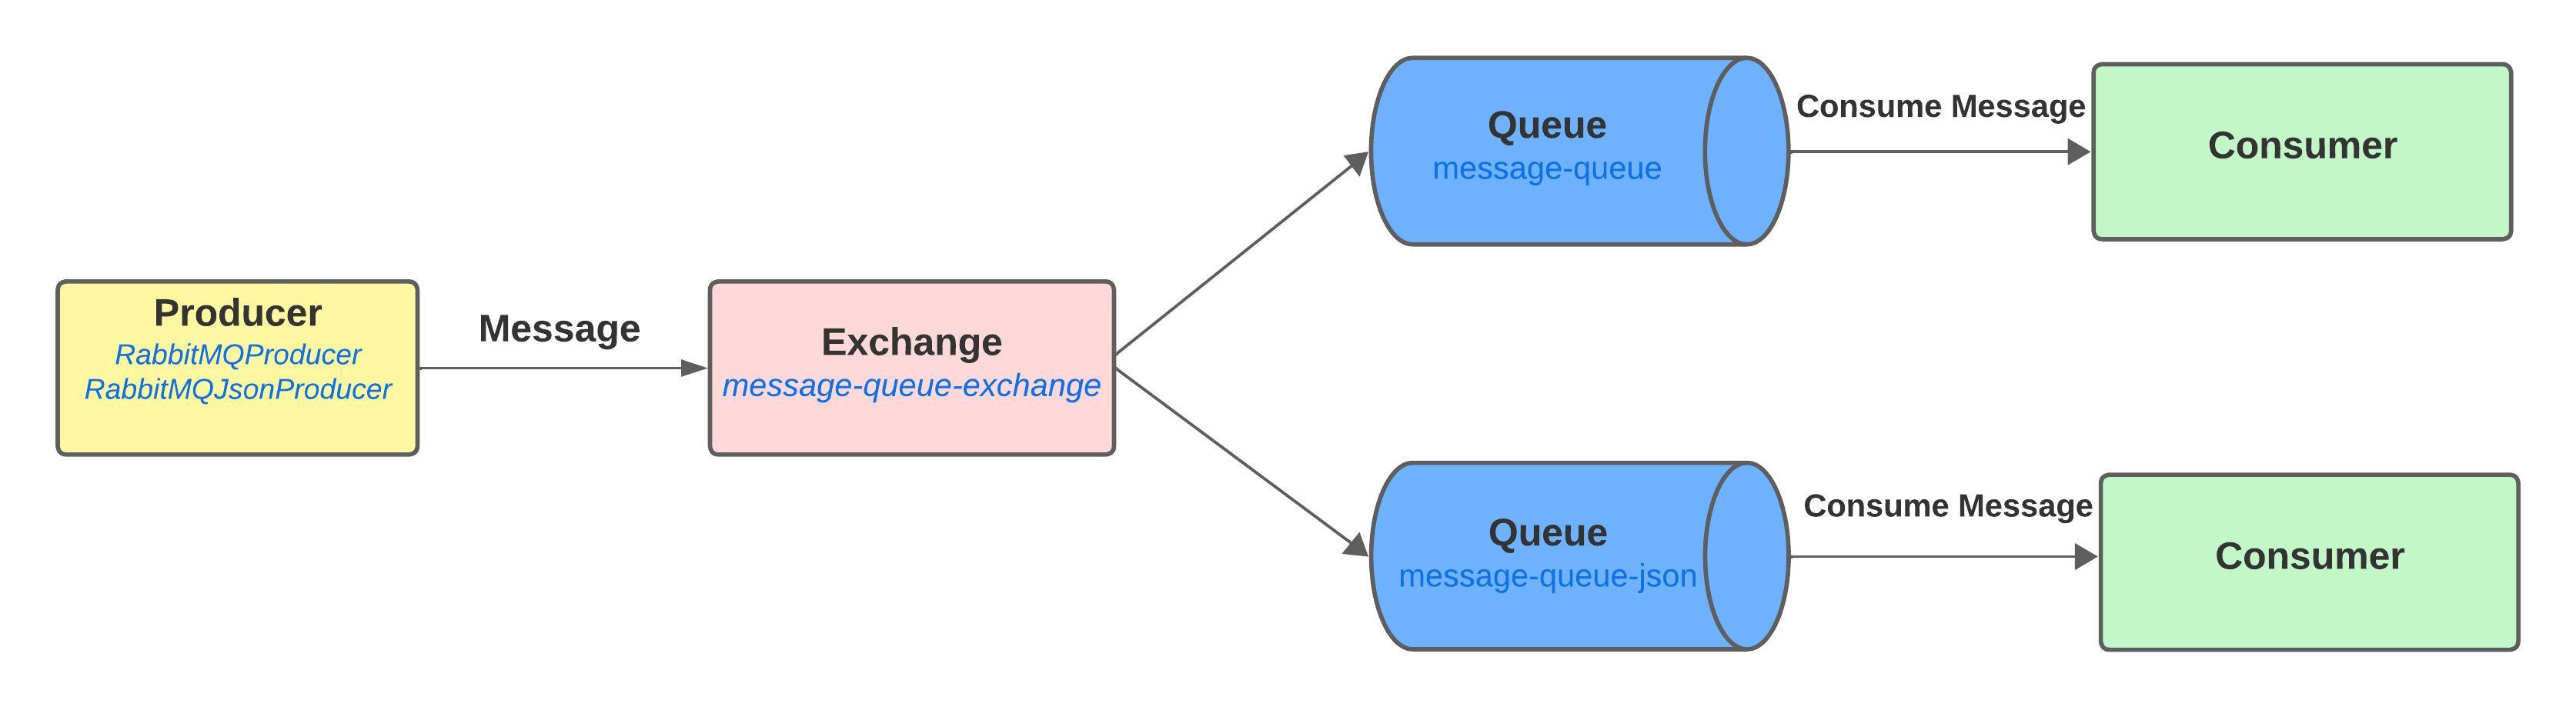 Producer
RabbitMQProducer
RabbitMQJsonProducer
Message
Exchange
message-queue-exchange
Queue
message-queue
Consume Message
Consumer
Queue
message-queue-json
Consume Message
Consumer